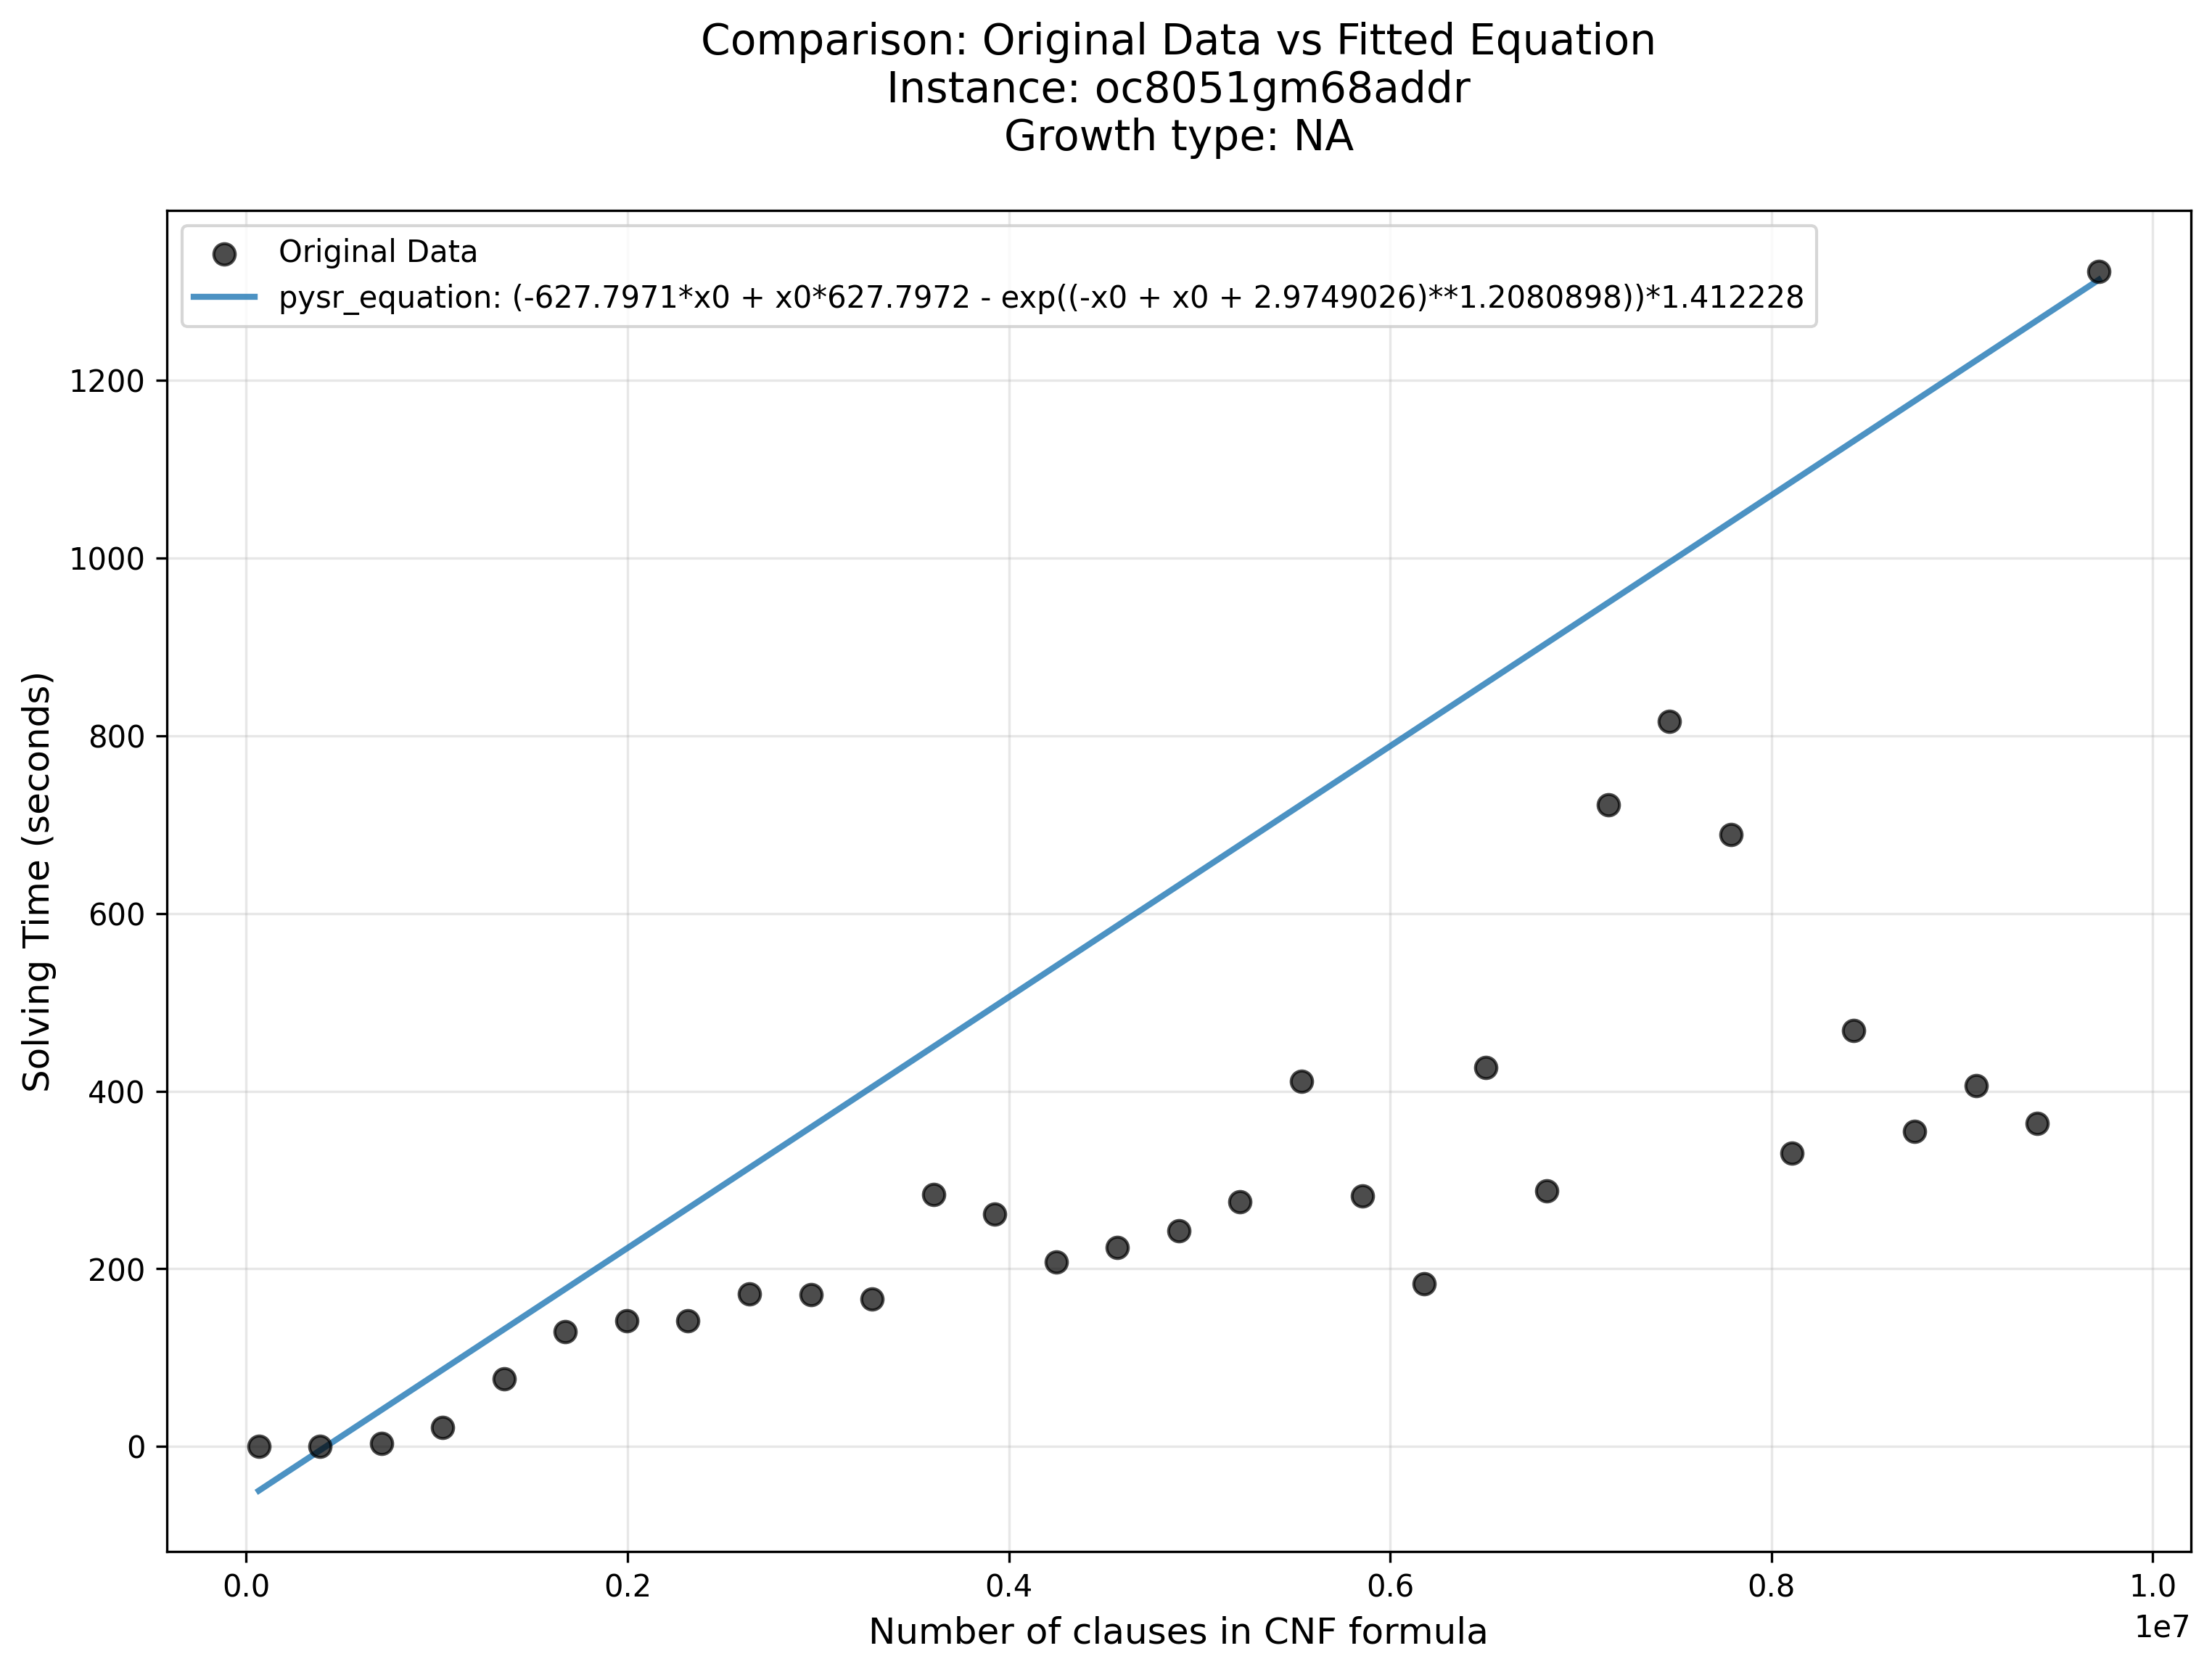 Comparison: Original Data vs Fitted Equation
Instance: oc8051gm68addr
Growth type: NA
Original Data
pysr_equation: (-627.7971*x0 + x0*627.7972 - exp((-x0 + x0 + 2.9749026)**1.2080898))*1.412228
Solving Time (seconds)
1200
1000
800
600
400
200
0
0.0 0.2 0.4 0.6 0.8 1.0
1e7
Number of clauses in CNF formula